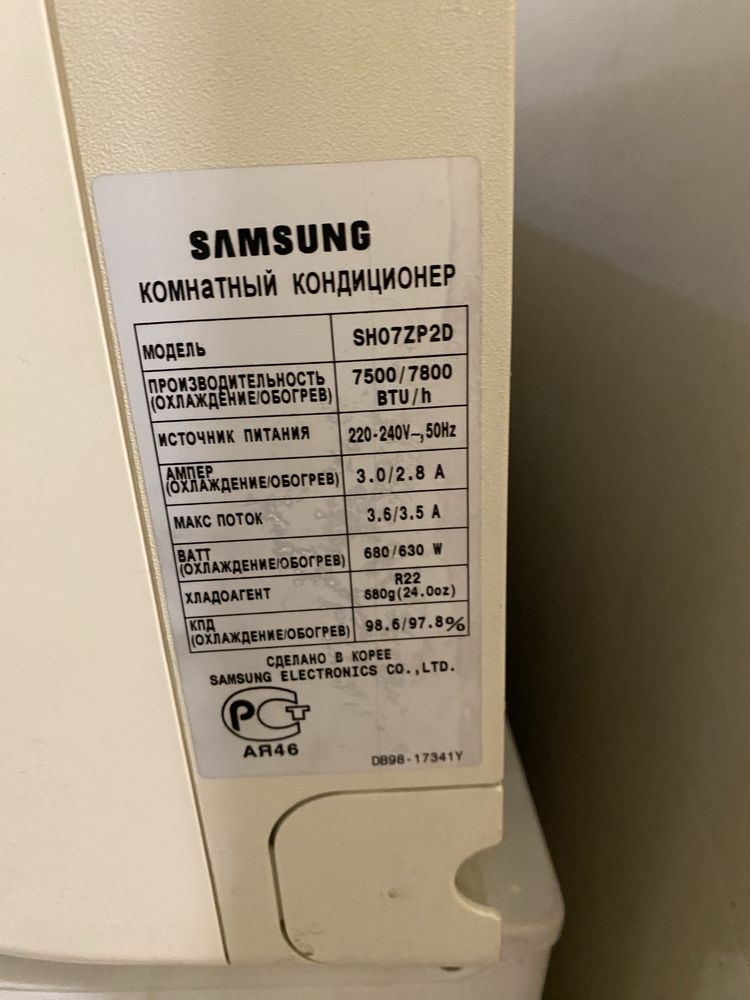 SAMSUNG
КОМНаТНЫЙ КОНДИЦИОНЕР
МОДЕЛЬ SH07ZP2D
ПРОИЗВОДИТЕЛЬНОСТЬ 7500/7800
(ОХЛАЖДЕНИЕ/ОБОГРЕВ) BTU/h
ИСТОЧНИК ПИТАНИЯ 220-240V~,50Hz
АМПЕР
(ОХЛАЖДЕНИЕ/ОБОГРЕВ) 3.0/2.8 A
МАКС ПОТОК 3.6/3.5 A
ВАТТ
(ОХЛАЖДЕНИЕ/ОБОГРЕВ) 680/630 W
ХЛАДОАГЕНТ R22
680g(24.0oz)
КПД
(ОХЛАЖДЕНИЕ/ОБОГРЕВ) 98.6/97.8%
СДЕЛАНО В КОРЕЕ
SAMSUNG ELECTRONICS CO.,LTD.
РСТ
АЯ46
DB98-17341Y